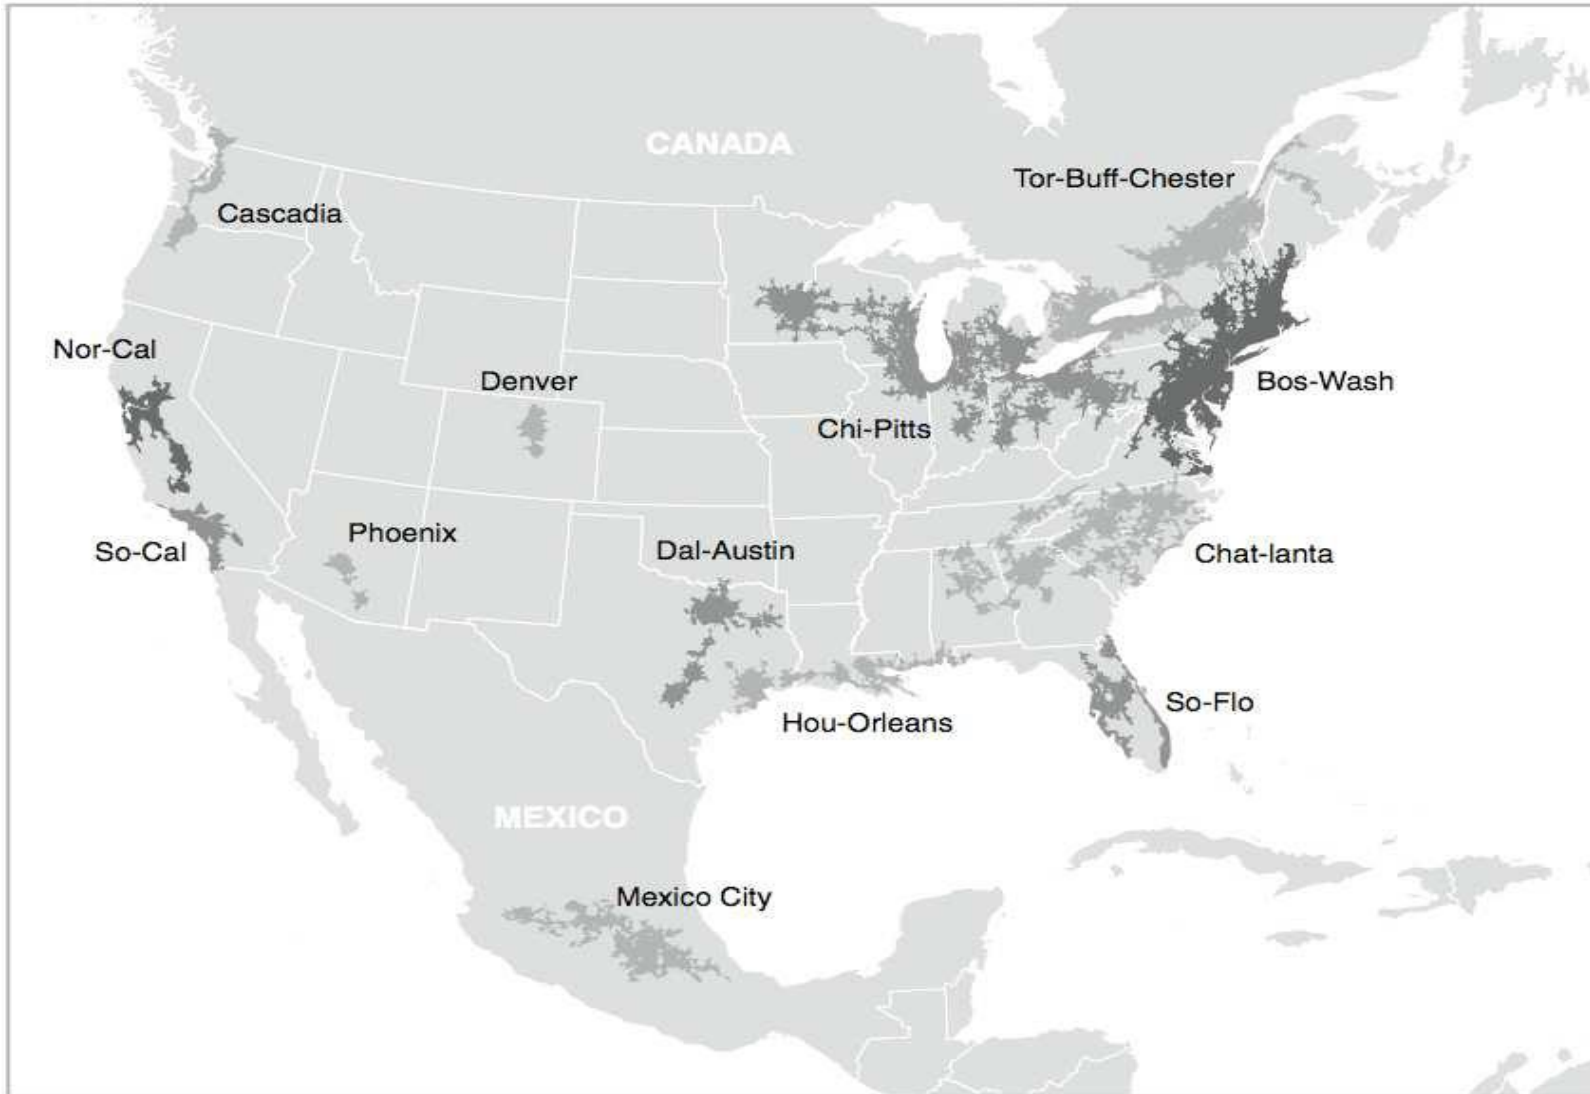 CANADA
Tor-Buff-Chester
Cascadia
Nor-Cal
Denver
Bos-Wash
Chi-Pitts
Phoenix
So-Cal
Dal-Austin
Chat-lanta
So-Flo
Hou-Orleans
MEXICO
Mexico City